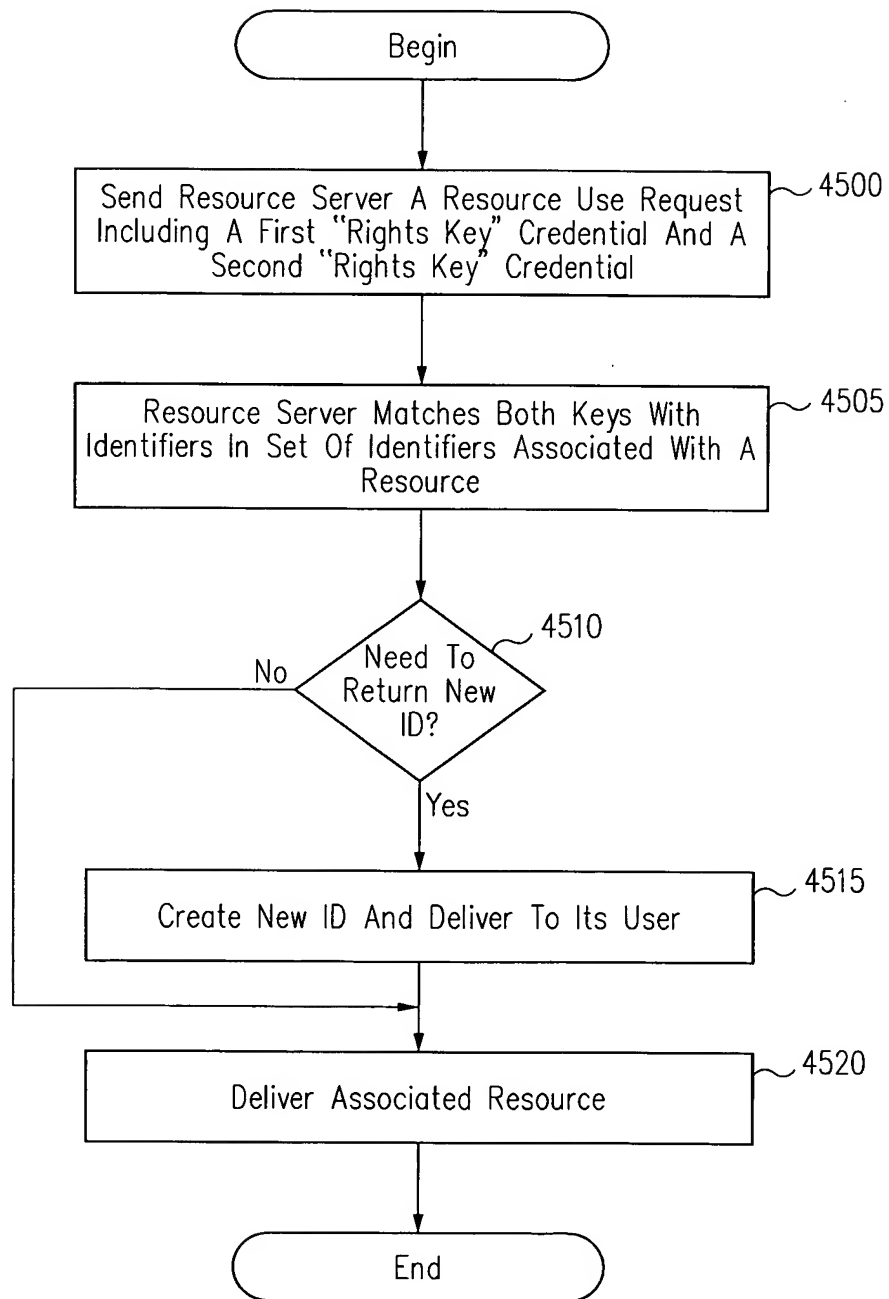 Begin
Send Resource Server A Resource Use Request
Including A First "Rights Key" Credential And A
Second "Rights Key" Credential
4500
Resource Server Matches Both Keys With
Identifiers In Set Of Identifiers Associated With A
Resource
4505
Need To
Return New
ID?
4510
No
Yes
Create New ID And Deliver To Its User
4515
Deliver Associated Resource
4520
End